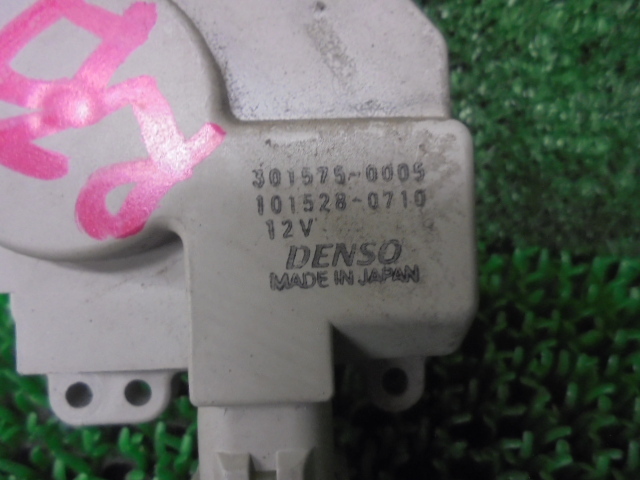 301575-0005
101528-0710
12V
DENSO
MADE IN JAPAN